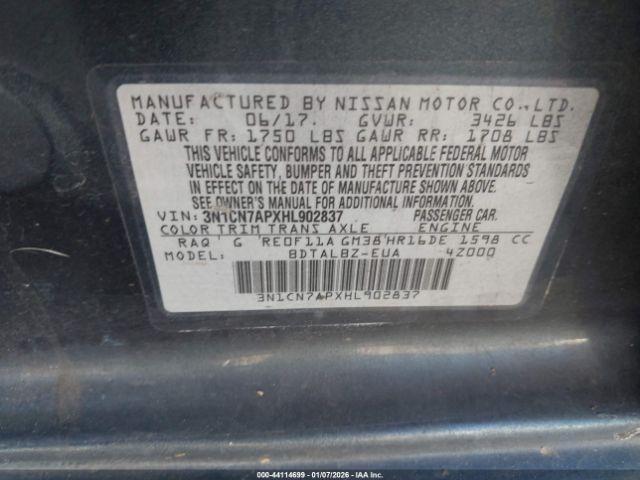 MANUFACTURED BY NISSAN MOTOR CO.,LTD.
DATE: 06/17. GVWR: 3426 LBS
GAWR FR: 1750 LBS GAWR RR: 1708 LBS
THIS VEHICLE CONFORMS TO ALL APPLICABLE FEDERAL MOTOR
VEHICLE SAFETY, BUMPER AND THEFT PREVENTION STANDARDS
IN EFFECT ON THE DATE OF MANUFACTURE SHOWN ABOVE.
SEE OWNER'S MANUAL FOR ADDITIONAL INFORMATION.
VIN: 3N1CN7APXHL902837 PASSENGER CAR.
COLOR TRIM TRANS AXLE ENGINE
RAQ G RE0F11A GM38 HR16DE 1598 CC
MODEL: BDTALBZ-EUA 4Z000
3N1CN7APXHL902837
000-44114699 | 01/07/2026 | IAAI.COM